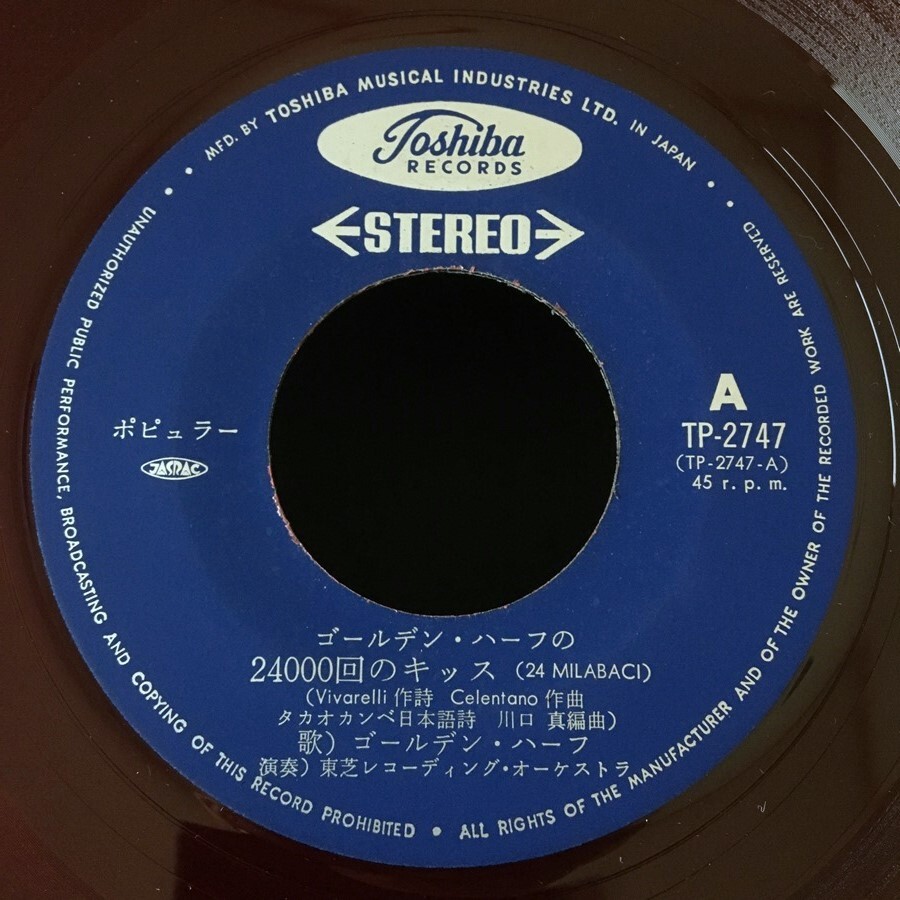 MFD. BY TOSHIBA MUSICAL INDUSTRIES LTD. IN JAPAN
Toshiba
RECORDS
STEREO
A
TP-2747
(TP-2747-A)
45 r. p. m.
ポピュラー
JASRAC
ゴールデン・ハーフの
24000回のキッス (24 MILABACI)
(Vivarelli 作詩 Celentano 作曲
タカオカンベ日本語詩 川口 真編曲)
歌) ゴールデン・ハーフ
演奏) 東芝レコーディング・オーケストラ
UNAUTHORIZED PUBLIC PERFORMANCE, BROADCASTING AND COPYING OF THIS RECORD PROHIBITED • ALL RIGHTS OF THE MANUFACTURER AND OF THE OWNER OF THE RECORDED WORK ARE RESERVED